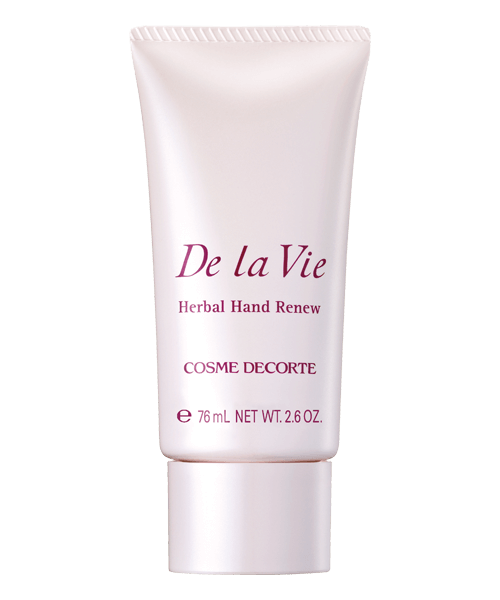 De la Vie
Herbal Hand Renew
COSME DECORTE
℮ 76 mL NET WT. 2.6 OZ.